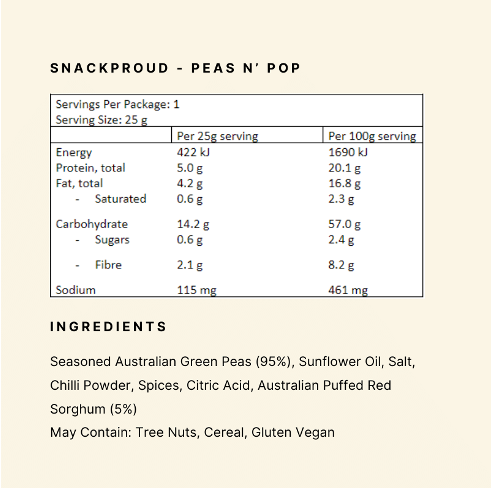 SNACKPROUD - PEAS N’ POP
Servings Per Package: 1
Serving Size: 25 g
Per 25g serving Per 100g serving
Energy 422 kJ 1690 kJ
Protein, total 5.0 g 20.1 g
Fat, total 4.2 g 16.8 g
- Saturated 0.6 g 2.3 g
Carbohydrate 14.2 g 57.0 g
- Sugars 0.6 g 2.4 g
- Fibre 2.1 g 8.2 g
Sodium 115 mg 461 mg
INGREDIENTS
Seasoned Australian Green Peas (95%), Sunflower Oil, Salt,
Chilli Powder, Spices, Citric Acid, Australian Puffed Red
Sorghum (5%)
May Contain: Tree Nuts, Cereal, Gluten Vegan